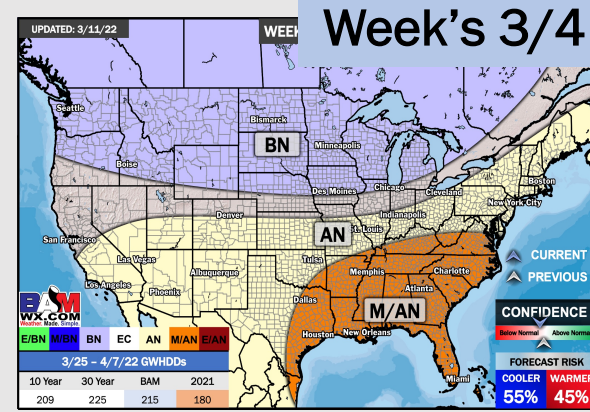 Week's 3/4
UPDATED: 3/11/22
WEEK
Seattle
Bismarck
BN
Minneapolis
Boise
Des Moines
Chicago
Cleveland
Boston
New York City
Denver
Indianapolis
AN
St. Louis
San Francisco
Las Vegas
Tulsa
CURRENT
Los Angeles
Albuquerque
Memphis
Charlotte
PREVIOUS
Phoenix
Atlanta
Dallas
M/AN
BAM
WX.COM
Weather. Made. Simple.
Houston
New Orleans
CONFIDENCE
Below Normal
Above Norma
E/BN M/BN BN EC AN M/AN E/AN
3/25 – 4/7/22 GWHDDs
FORECAST RISK
10 Year 30 Year BAM 2021
Miami
COOLER WARMER
209 225 215 180
55% 45%